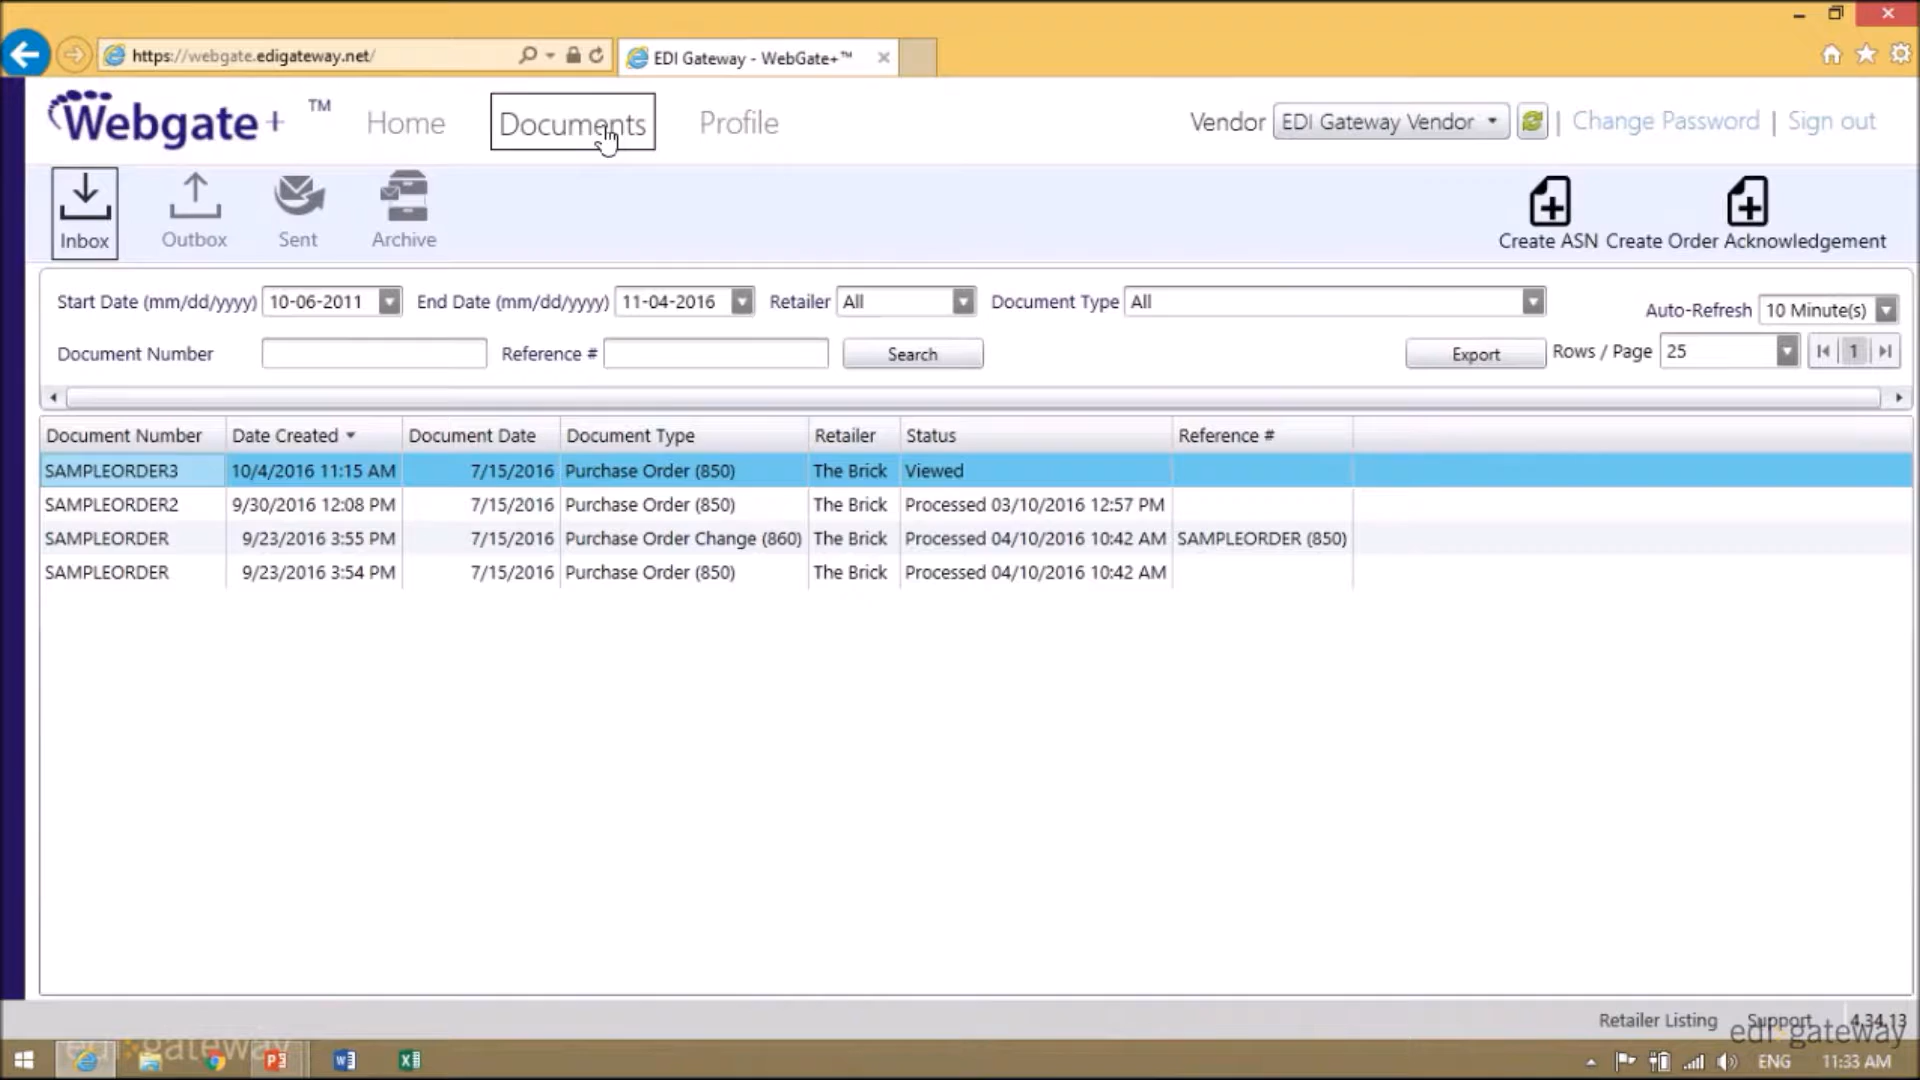 https://webgate.edigateway.net/
EDI Gateway - WebGate+™
Webgate+ ™
Home Documents Profile
Vendor EDI Gateway Vendor | Change Password | Sign out
Inbox Outbox Sent Archive
Create ASN Create Order Acknowledgement
Start Date (mm/dd/yyyy) 10-06-2011 End Date (mm/dd/yyyy) 11-04-2016 Retailer All Document Type All
Auto-Refresh 10 Minute(s)
Document Number Reference # Search Export Rows / Page 25 1
Document Number Date Created Document Date Document Type Retailer Status Reference #
SAMPLEORDER3 10/4/2016 11:15 AM 7/15/2016 Purchase Order (850) The Brick Viewed
SAMPLEORDER2 9/30/2016 12:08 PM 7/15/2016 Purchase Order (850) The Brick Processed 03/10/2016 12:57 PM
SAMPLEORDER 9/23/2016 3:55 PM 7/15/2016 Purchase Order Change (860) The Brick Processed 04/10/2016 10:42 AM SAMPLEORDER (850)
SAMPLEORDER 9/23/2016 3:54 PM 7/15/2016 Purchase Order (850) The Brick Processed 04/10/2016 10:42 AM
Retailer Listing Support 4.34.13
edi gateway
edi gateway
ENG 11:33 AM